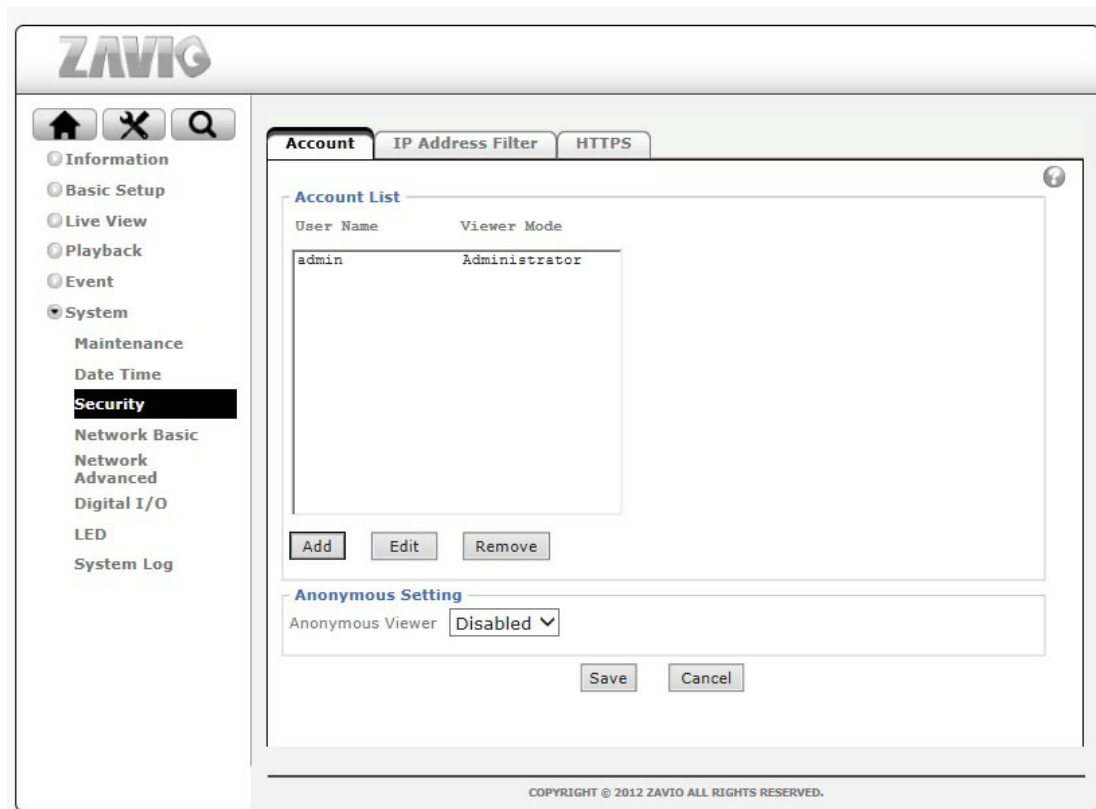 ZAVIO
Information
Basic Setup
Live View
Playback
Event
System
Maintenance
Date Time
Security
Network Basic
Network
Advanced
Digital I/O
LED
System Log
Account IP Address Filter HTTPS
?
Account List
User Name Viewer Mode
admin Administrator
Add Edit Remove
Anonymous Setting
Anonymous Viewer Disabled
Save Cancel
COPYRIGHT © 2012 ZAVIO ALL RIGHTS RESERVED.